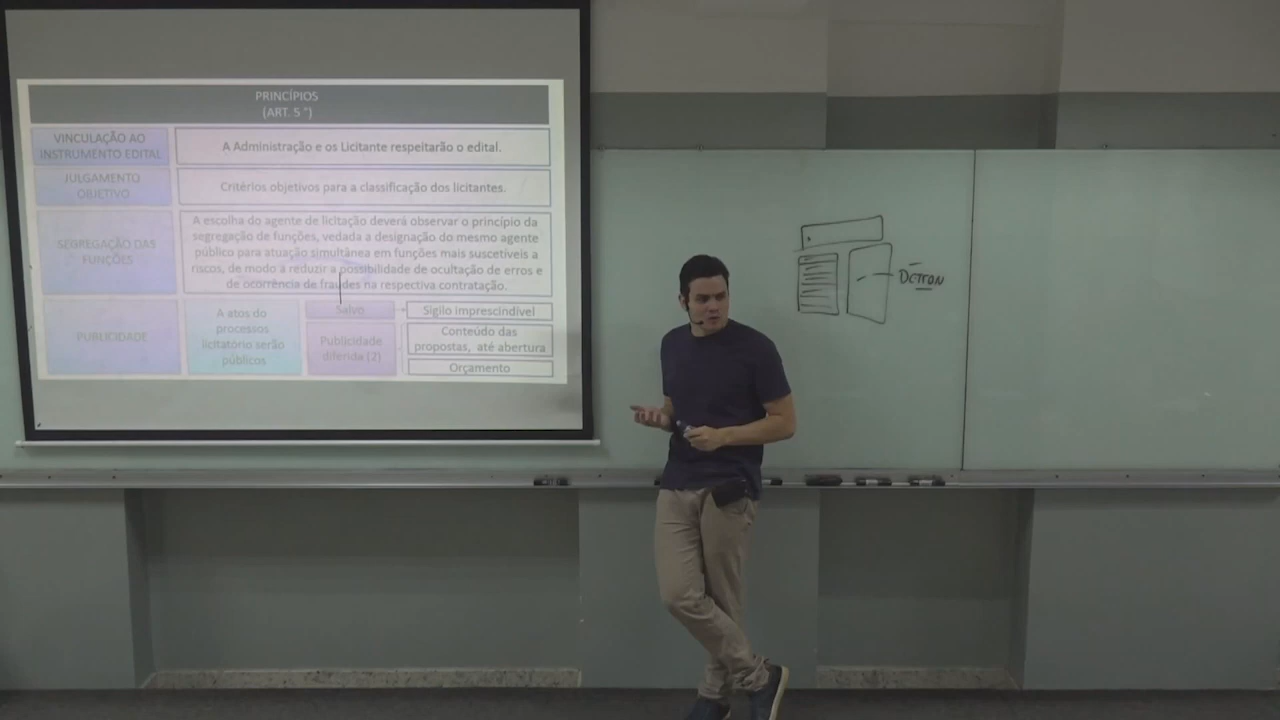 PRINCÍPIOS
(ART. 5 º)
VINCULAÇÃO AO
INSTRUMENTO EDITAL
A Administração e os Licitante respeitarão o edital.
JULGAMENTO
OBJETIVO
Critérios objetivos para a classificação dos licitantes.
SEGREGAÇÃO DAS
FUNÇÕES
A escolha do agente de licitação deverá observar o princípio da
segregação de funções, vedada a designação do mesmo agente
público para atuação simultânea em funções mais suscetíveis a
riscos, de modo a reduzir a possibilidade de ocultação de erros e
de ocorrência de fraudes na respectiva contratação.
PUBLICIDADE
A atos do
processos
licitatório serão
públicos
Salvo
Sigilo imprescindível
Publicidade
diferida (2)
Conteúdo das
propostas, até abertura
Orçamento